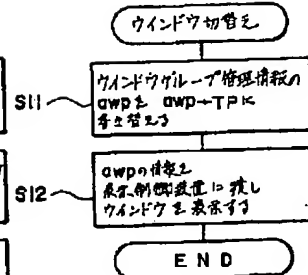 ウインドウ切替え
S11
ウインドウグループ管理情報の
awpを awp→TPに
書き替える
S12
awpの情報を
表示制御装置に渡し
ウインドウを表示する
END